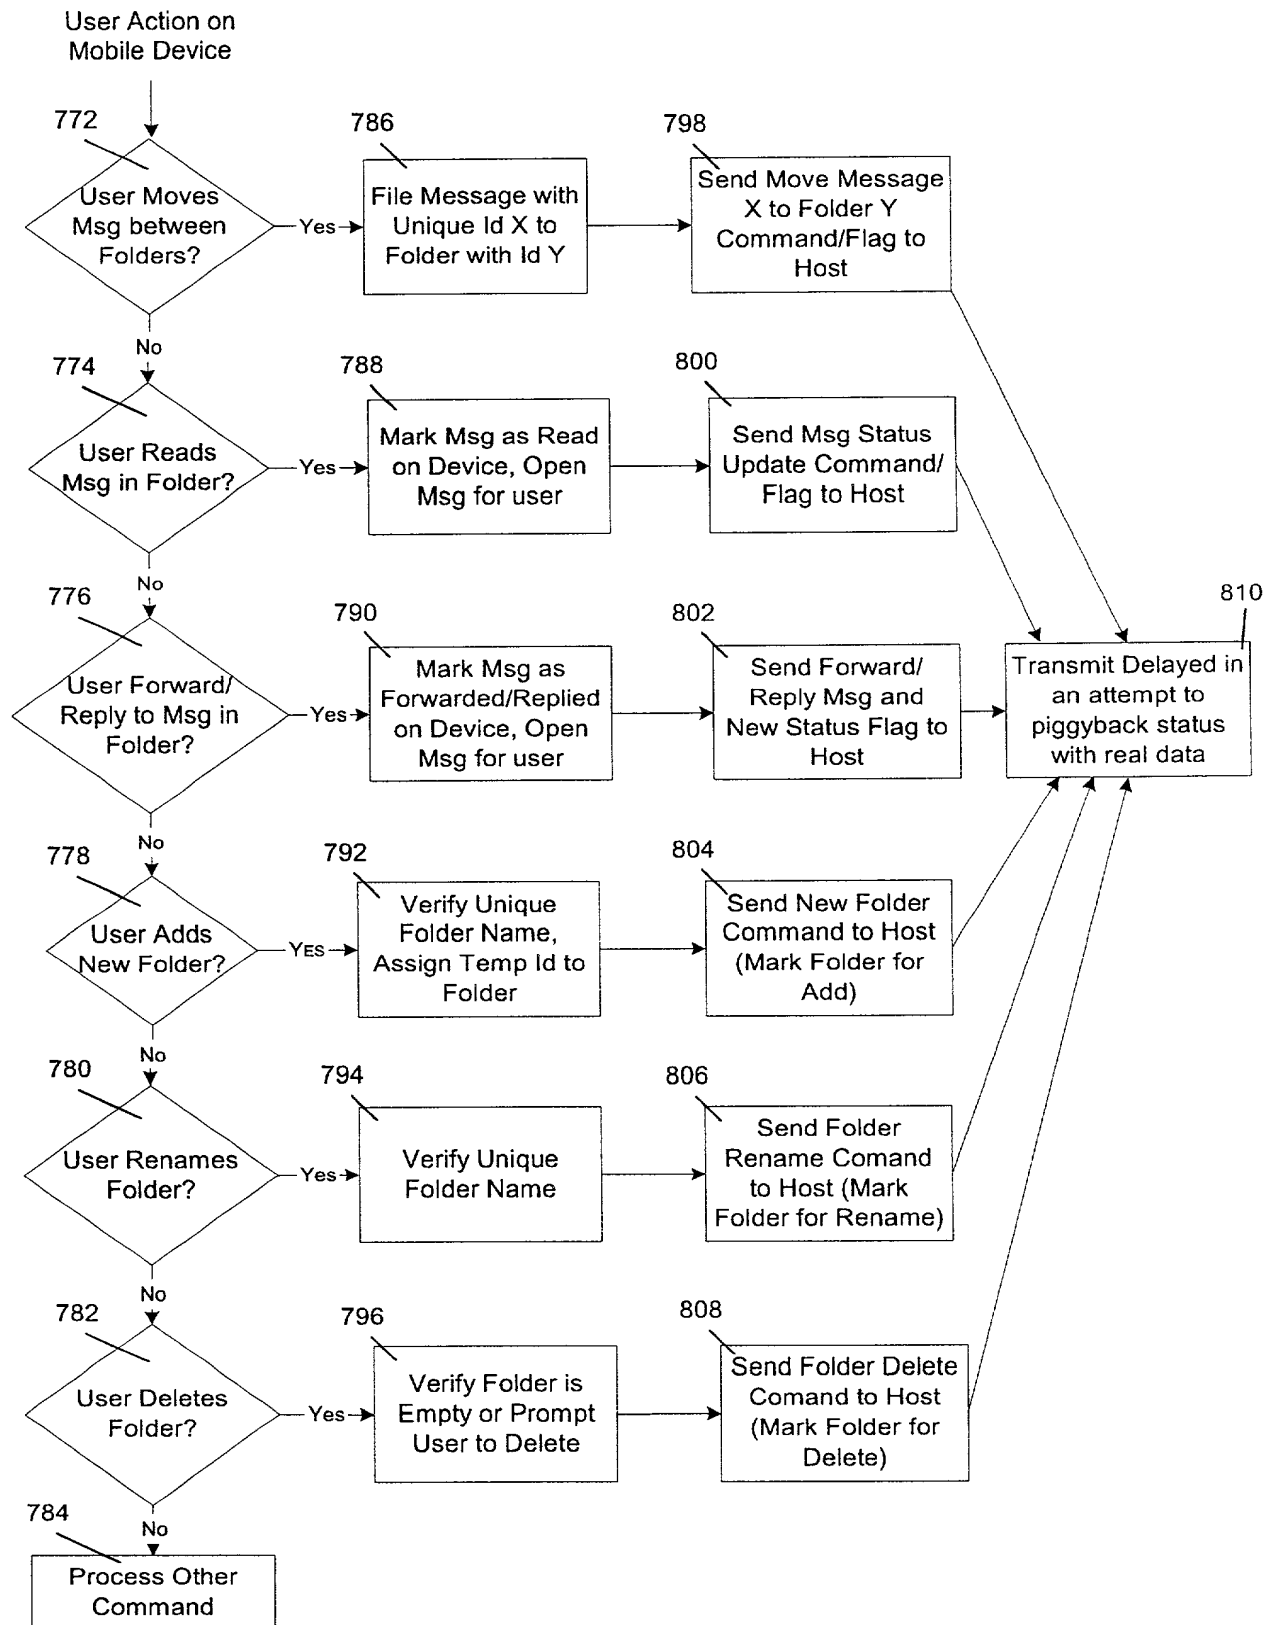 User Action on
Mobile Device
772
User Moves
Msg between
Folders?
Yes
786
File Message with
Unique Id X to
Folder with Id Y
798
Send Move Message
X to Folder Y
Command/Flag to
Host
No
774
User Reads
Msg in Folder?
Yes
788
Mark Msg as Read
on Device, Open
Msg for user
800
Send Msg Status
Update Command/
Flag to Host
No
776
User Forward/
Reply to Msg in
Folder?
Yes
790
Mark Msg as
Forwarded/Replied
on Device, Open
Msg for user
802
Send Forward/
Reply Msg and
New Status Flag to
Host
810
Transmit Delayed in
an attempt to
piggyback status
with real data
No
778
User Adds
New Folder?
YES
792
Verify Unique
Folder Name,
Assign Temp Id to
Folder
804
Send New Folder
Command to Host
(Mark Folder for
Add)
No
780
User Renames
Folder?
Yes
794
Verify Unique
Folder Name
806
Send Folder
Rename Comand
to Host (Mark
Folder for Rename)
No
782
User Deletes
Folder?
Yes
796
Verify Folder is
Empty or Prompt
User to Delete
808
Send Folder Delete
Comand to Host
(Mark Folder for
Delete)
No
784
Process Other
Command